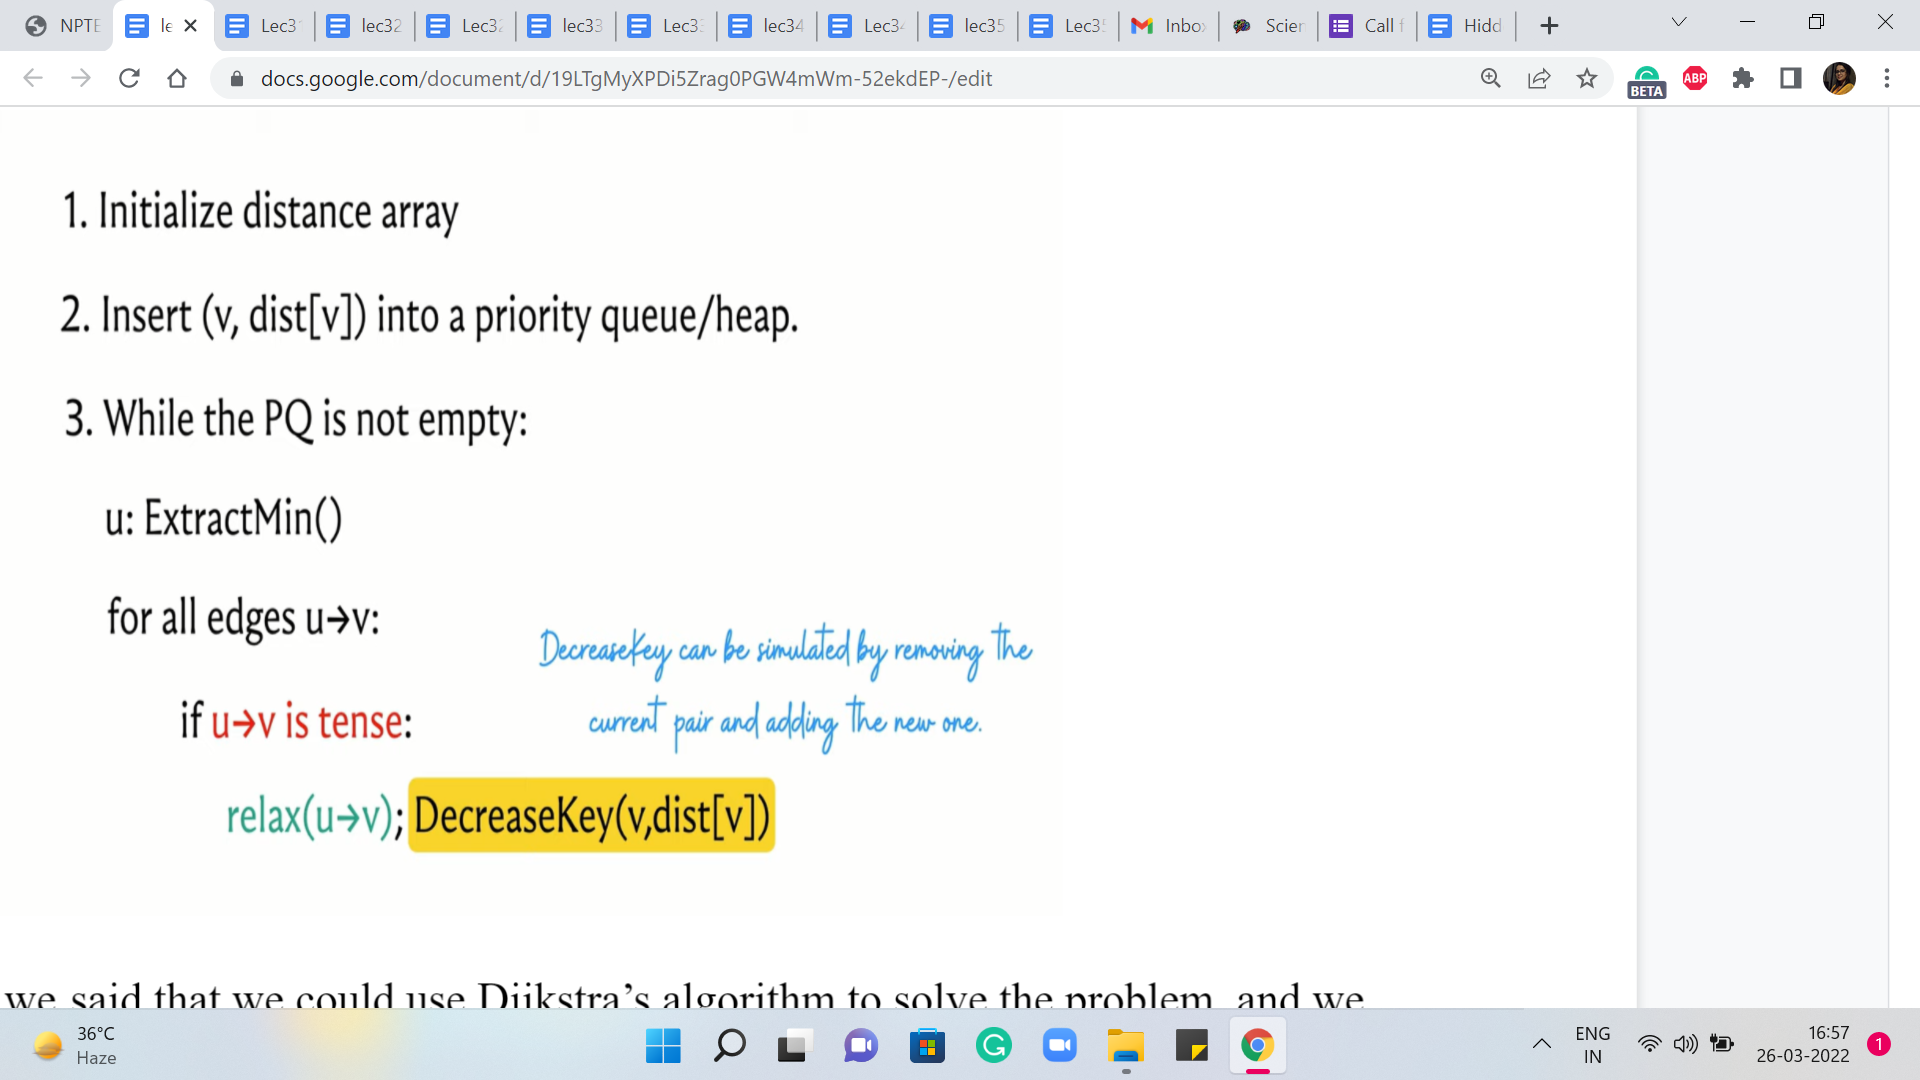 NPTE
le
Lec3
lec32
Lec32
lec33
Lec3
lec34
Lec34
lec35
Lec3
Inbo
Scien
Call f
Hidd
docs.google.com/document/d/19LTgMyXPDi5Zrag0PGW4mWm-52ekdEP-/edit
BETA
ABP
1. Initialize distance array
2. Insert (v, dist[v]) into a priority queue/heap.
3. While the PQ is not empty:
u: ExtractMin()
for all edges u→v:
DecreaseKey can be simulated by removing the
current pair and adding the new one.
if u→v is tense:
relax(u→v); DecreaseKey(v,dist[v])
we said that we could use Dijkstra’s algorithm to solve the problem, and we
36°C
Haze
ENG
IN
16:57
26-03-2022
1